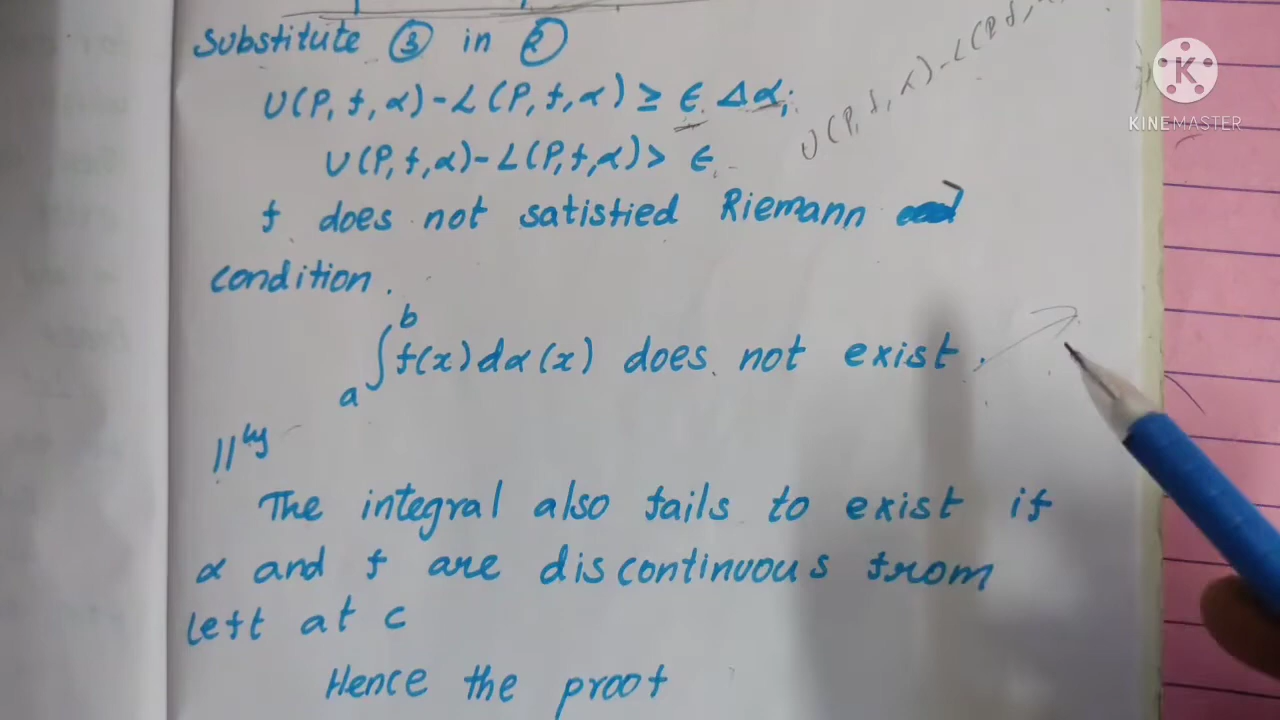 Substitute ③ in ②
U(P, f, α) - L(P, f, α) ≥ ϵ Δαᵢ
U(P, f, α) - L(P, f, α) > ϵ
f does not satisfied Riemann
condition.
∫ₐᵇ f(x) dα(x) does not exist.
||ly
The integral also fails to exist if
α and f are discontinuous from
left at c
Hence the proof
U(P, f, α) - L(P, f,
K
KINEMASTER